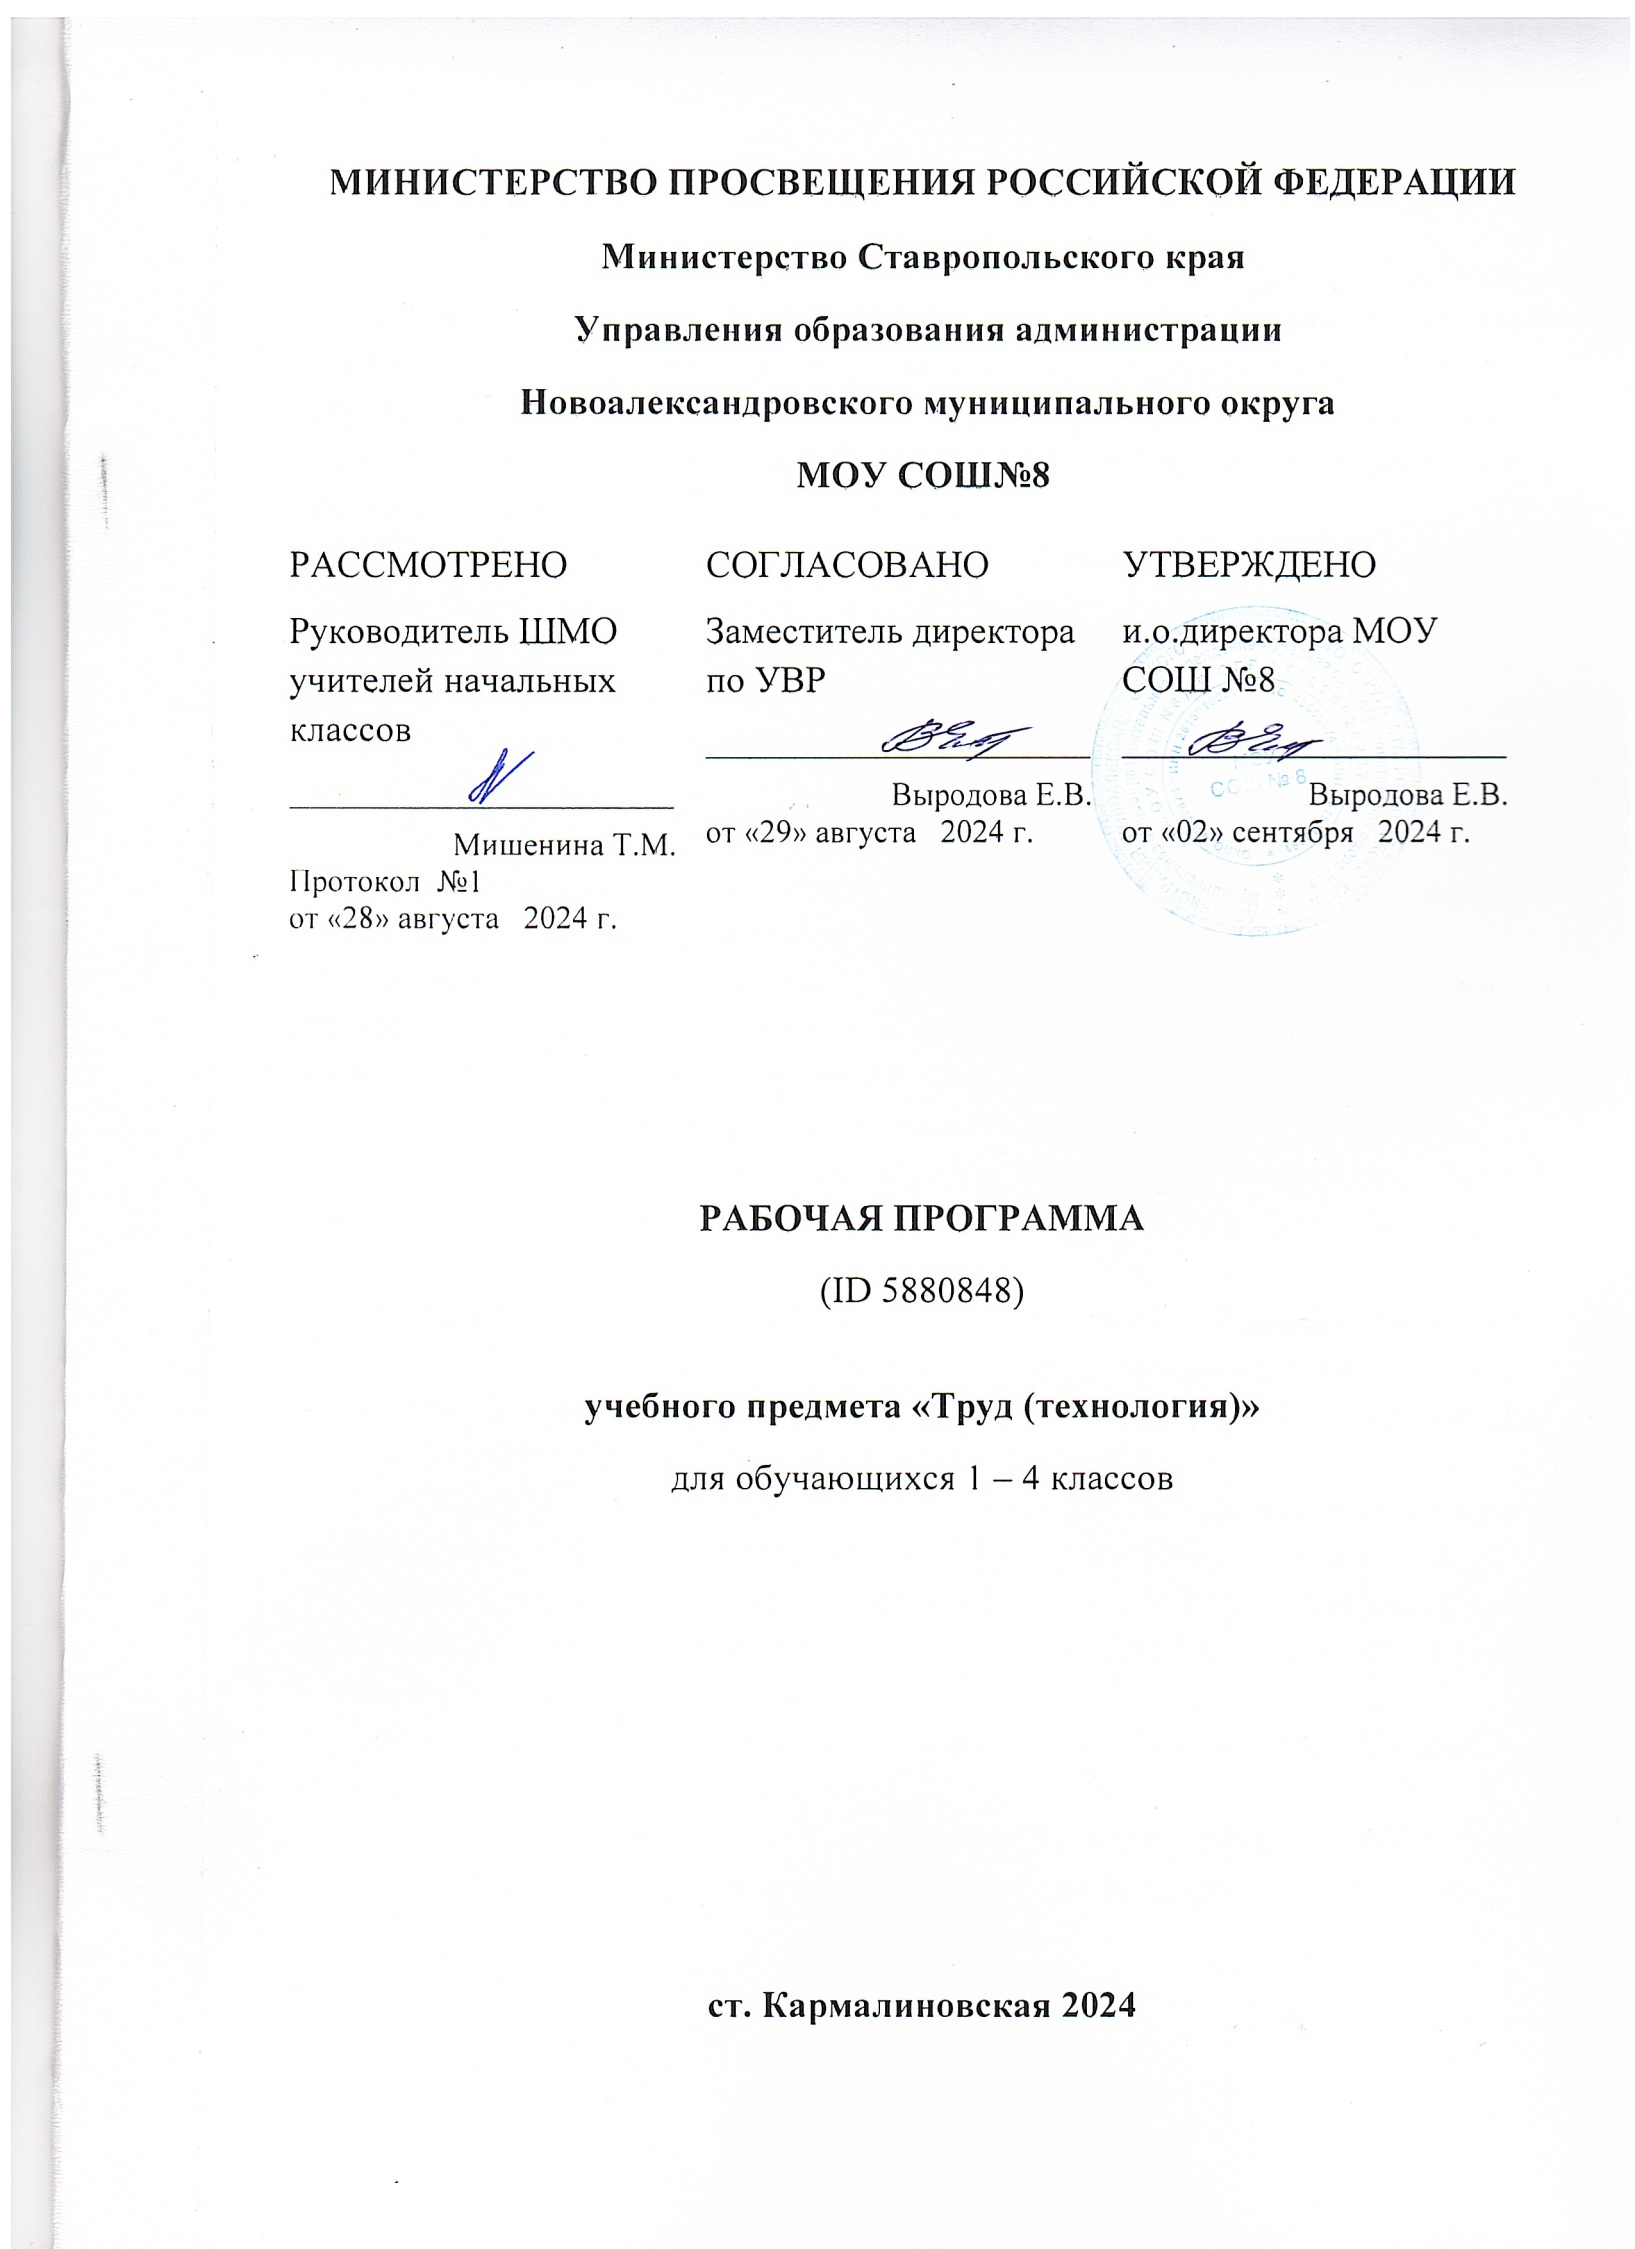 МИНИСТЕРСТВО ПРОСВЕЩЕНИЯ РОССИЙСКОЙ ФЕДЕРАЦИИ
Министерство Ставропольского края
Управления образования администрации
Новоалександровского муниципального округа
МОУ СОШ№8
РАССМОТРЕНО
Руководитель ШМО
учителей начальных
классов
Мишенина Т.М.
Протокол №1
от «28» августа 2024 г.
СОГЛАСОВАНО
Заместитель директора
по УВР
Выродова Е.В.
от «29» августа 2024 г.
УТВЕРЖДЕНО
и.о.директора МОУ
СОШ №8
Выродова Е.В.
от «02» сентября 2024 г.
№ 8
РАБОЧАЯ ПРОГРАММА
(ID 5880848)
учебного предмета «Труд (технология)»
для обучающихся 1 – 4 классов
ст. Кармалиновская 2024